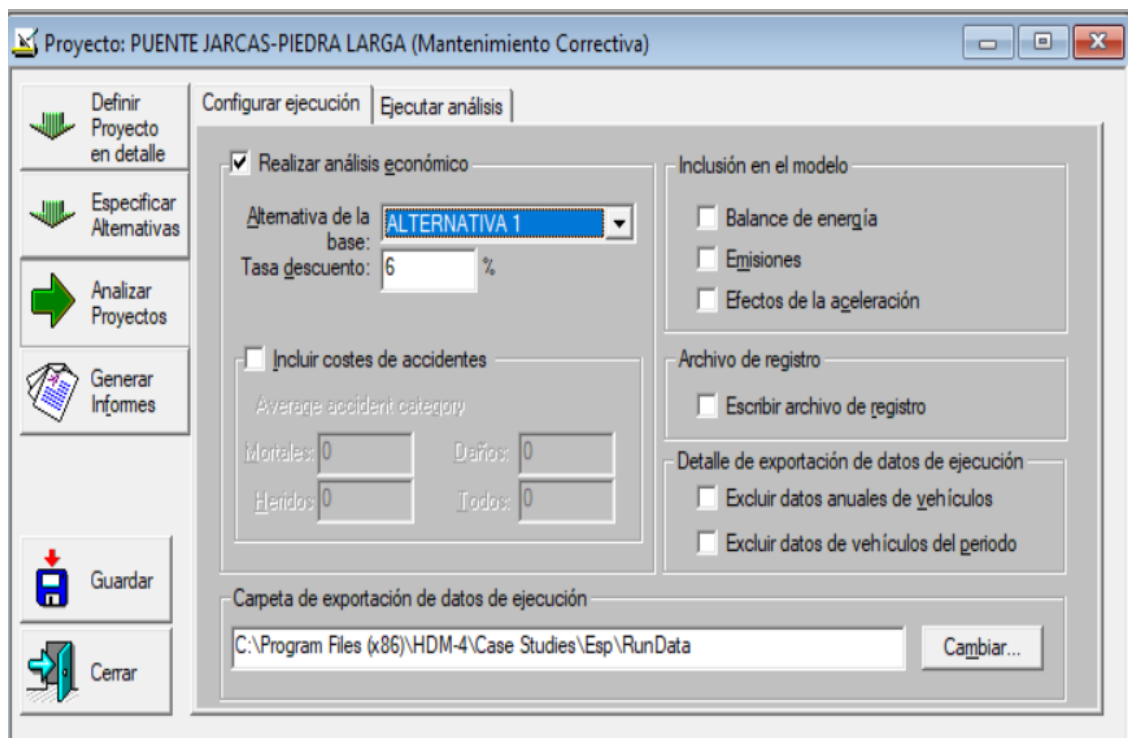 Proyecto: PUENTE JARCAS-PIEDRA LARGA (Mantenimiento Correctiva)
Definir
Proyecto
en detalle
Especificar
Alternativas
Analizar
Proyectos
Generar
Informes
Guardar
Cerrar
Configurar ejecución
Ejecutar análisis
Realizar análisis económico
Alternativa de la
base:
ALTERNATIVA 1
Tasa descuento: 6 %
Incluir costes de accidentes
Average accident category
Mortales: 0 Daños: 0
Heridos 0 Todos: 0
Inclusión en el modelo
Balance de energía
Emisiones
Efectos de la aceleración
Archivo de registro
Escribir archivo de registro
Detalle de exportación de datos de ejecución
Excluir datos anuales de vehículos
Excluir datos de vehículos del periodo
Carpeta de exportación de datos de ejecución
C:\Program Files (x86)\HDM-4\Case Studies\Esp\RunData
Cambiar...